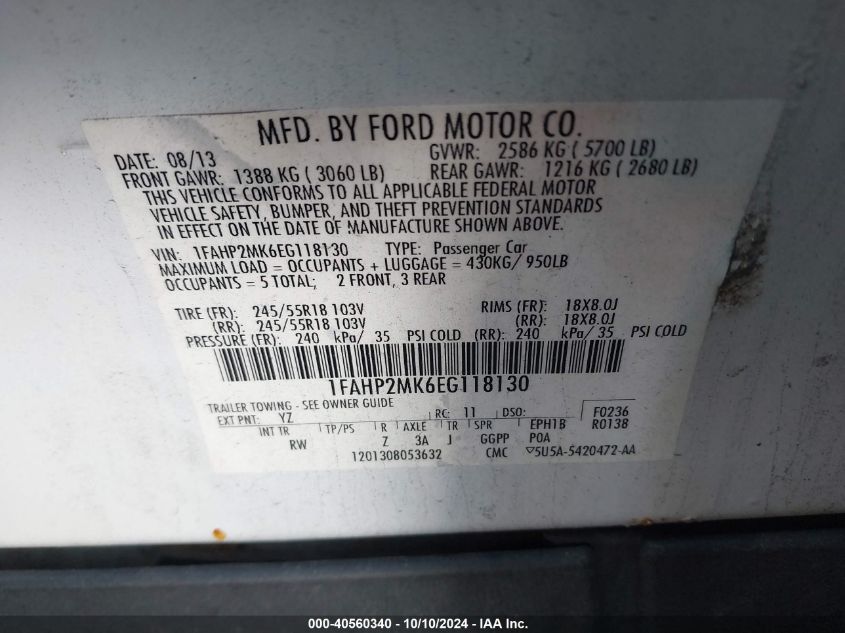 MFD. BY FORD MOTOR CO.
DATE: 08/13 GVWR: 2586 KG ( 5700 LB)
FRONT GAWR: 1388 KG ( 3060 LB) REAR GAWR: 1216 KG ( 2680 LB)
THIS VEHICLE CONFORMS TO ALL APPLICABLE FEDERAL MOTOR
VEHICLE SAFETY, BUMPER, AND THEFT PREVENTION STANDARDS
IN EFFECT ON THE DATE OF MANUFACTURE SHOWN ABOVE.
VIN: 1FAHP2MK6EG118130 TYPE: Passenger Car
MAXIMUM LOAD = OCCUPANTS + LUGGAGE = 430KG/ 950LB
OCCUPANTS = 5 TOTAL; 2 FRONT, 3 REAR
TIRE (FR): 245/55R18 103V RIMS (FR): 18X8.0J
(RR): 245/55R18 103V (RR): 18X8.0J
PRESSURE (FR): 240 kPa/ 35 PSI COLD (RR): 240 kPa/ 35 PSI COLD
1FAHP2MK6EG118130
TRAILER TOWING - SEE OWNER GUIDE
EXT PNT: YZ RC: 11 DSO: F0236
INT TR TP/PS R AXLE TR SPR EPH1B R0138
RW Z 3A J GGPP POA
1201308053632 CMC ▽5U5A-5420472-AA
000-40560340 - 10/10/2024 - IAA Inc.